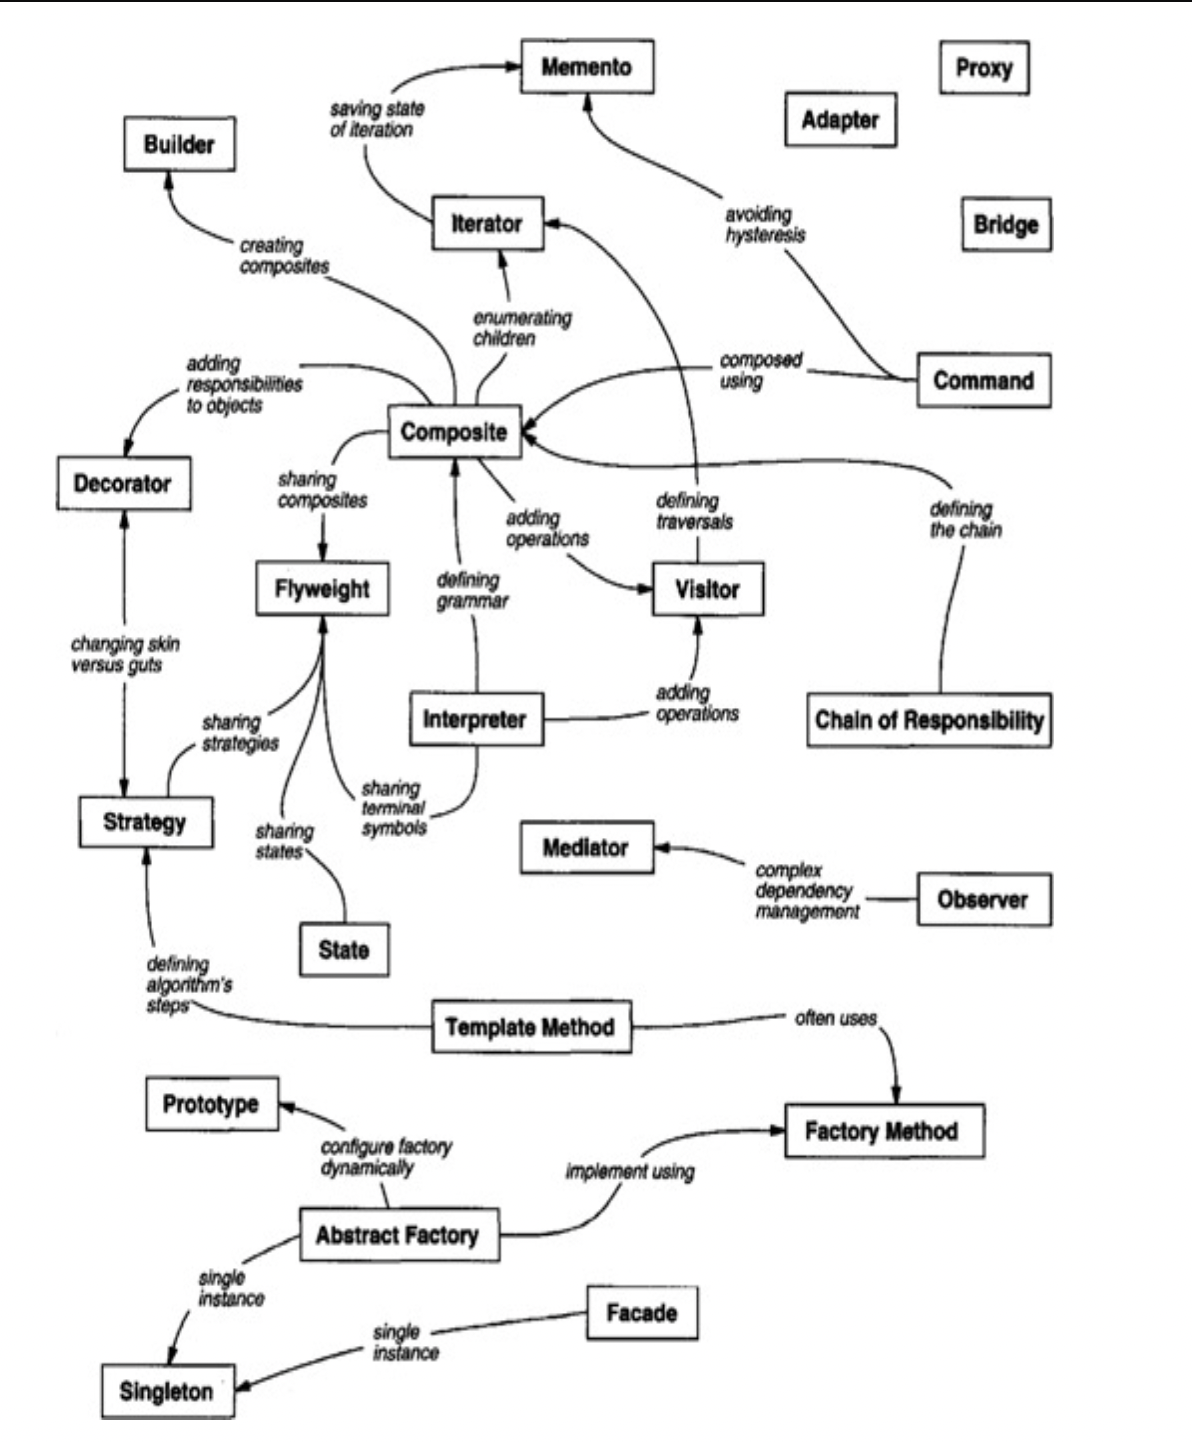 Memento
Proxy
Adapter
saving state
of iteration
Builder
Iterator
avoiding
hysteresis
Bridge
creating
composites
enumerating
children
adding
responsibilities
to objects
composed
using
Command
Composite
Decorator
sharing
composites
adding
operations
defining
traversals
defining
the chain
Flyweight
defining
grammar
Visitor
changing skin
versus guts
sharing
strategies
Interpreter
adding
operations
Chain of Responsibility
sharing
terminal
symbols
Strategy
sharing
states
Mediator
complex
dependency
management
Observer
State
defining
algorithm's
steps
Template Method
often uses
Prototype
Factory Method
configure factory
dynamically
implement using
Abstract Factory
single
instance
Facade
single
instance
Singleton